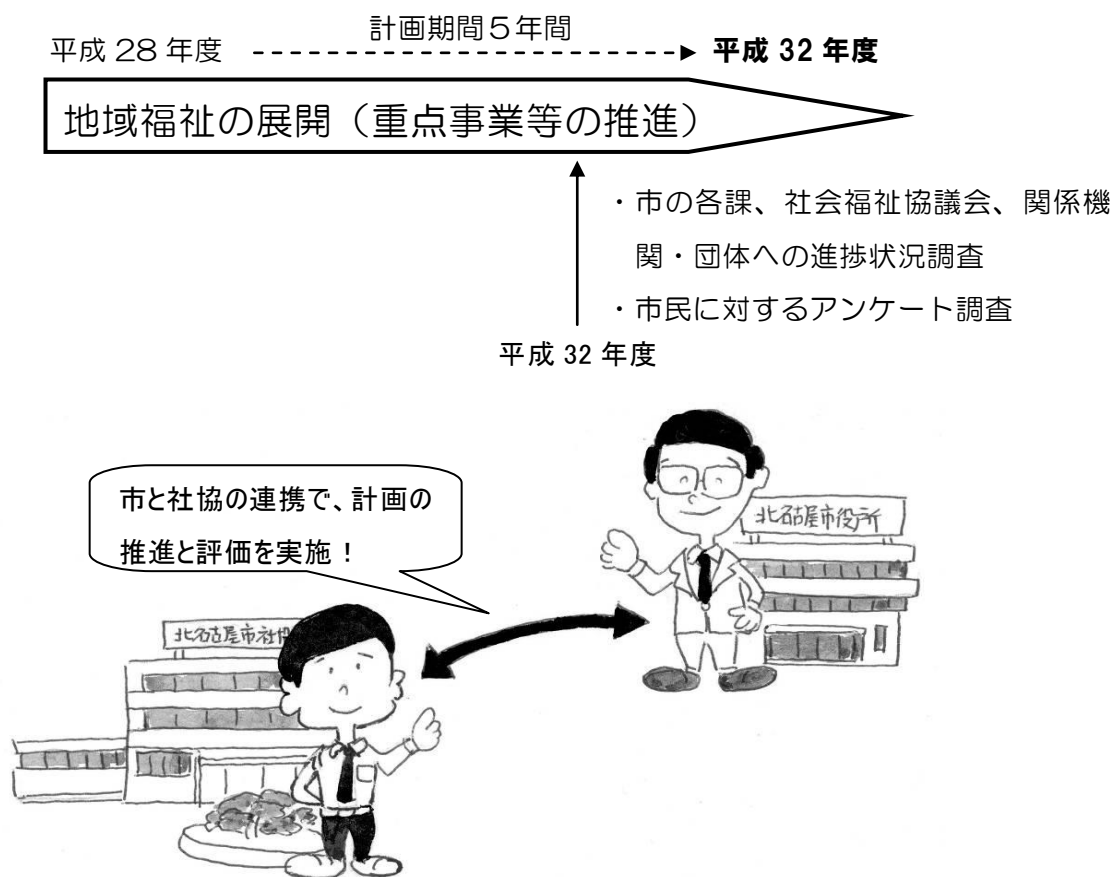 計画期間5年間
平成 28 年度
平成 32 年度
地域福祉の展開（重点事業等の推進）
・市の各課、社会福祉協議会、関係機
関・団体への進捗状況調査
・市民に対するアンケート調査
平成 32 年度
市と社協の連携で、計画の
推進と評価を実施！
北名古屋市役所
北名古屋市社協